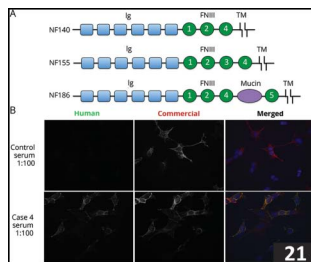 A
Ig FNIII TM
NF140 1 2 4
Ig FNIII TM
NF155 1 2 3 4
Ig FNIII Mucin TM
NF186 1 2 4 5
B
Human Commercial Merged
Control
serum
1:100
Case 4
serum
1:100
21